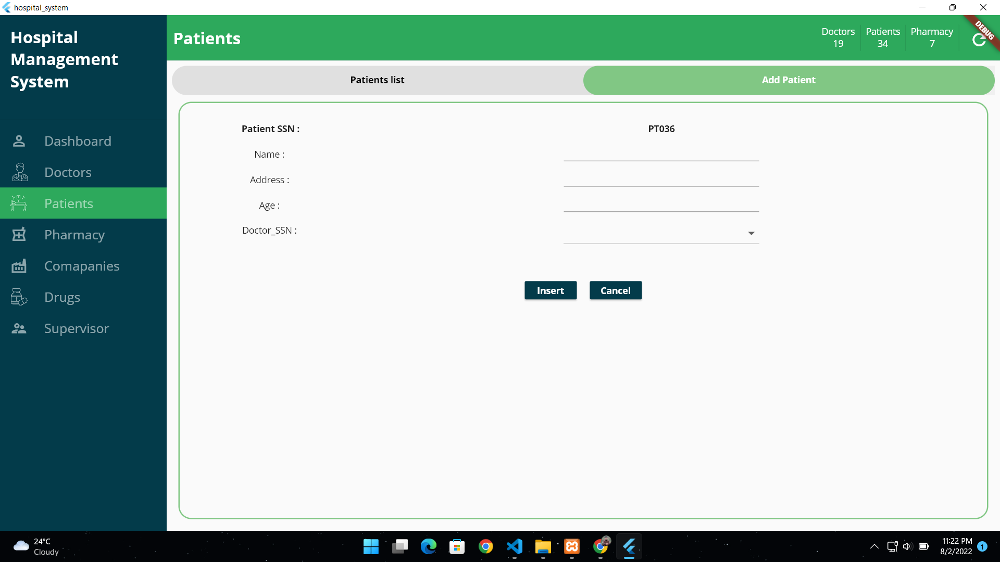 hospital_system
Hospital
Management
System
Dashboard
Doctors
Patients
Pharmacy
Comapanies
Drugs
Supervisor
Patients
Doctors
19
Patients
34
Pharmacy
7
DEBUG
Patients list
Add Patient
Patient SSN :
PT036
Name :
Address :
Age :
Doctor_SSN :
Insert
Cancel
24°C
Cloudy
11:22 PM
8/2/2022
1